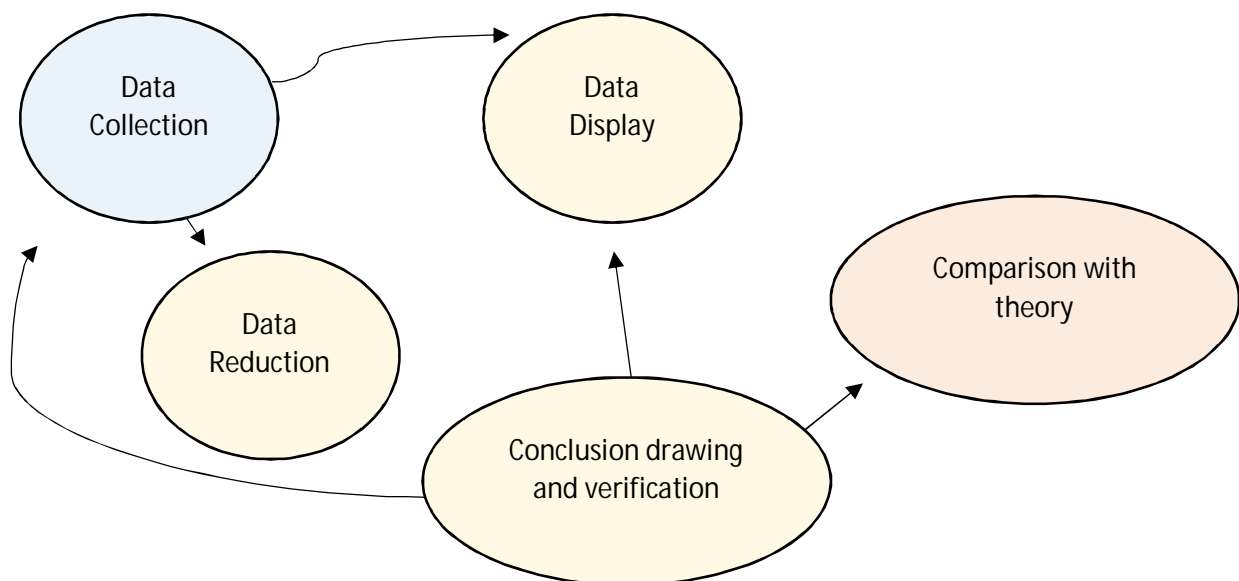 Data
Collection
Data
Display
Comparison with
theory
Data
Reduction
Conclusion drawing
and verification